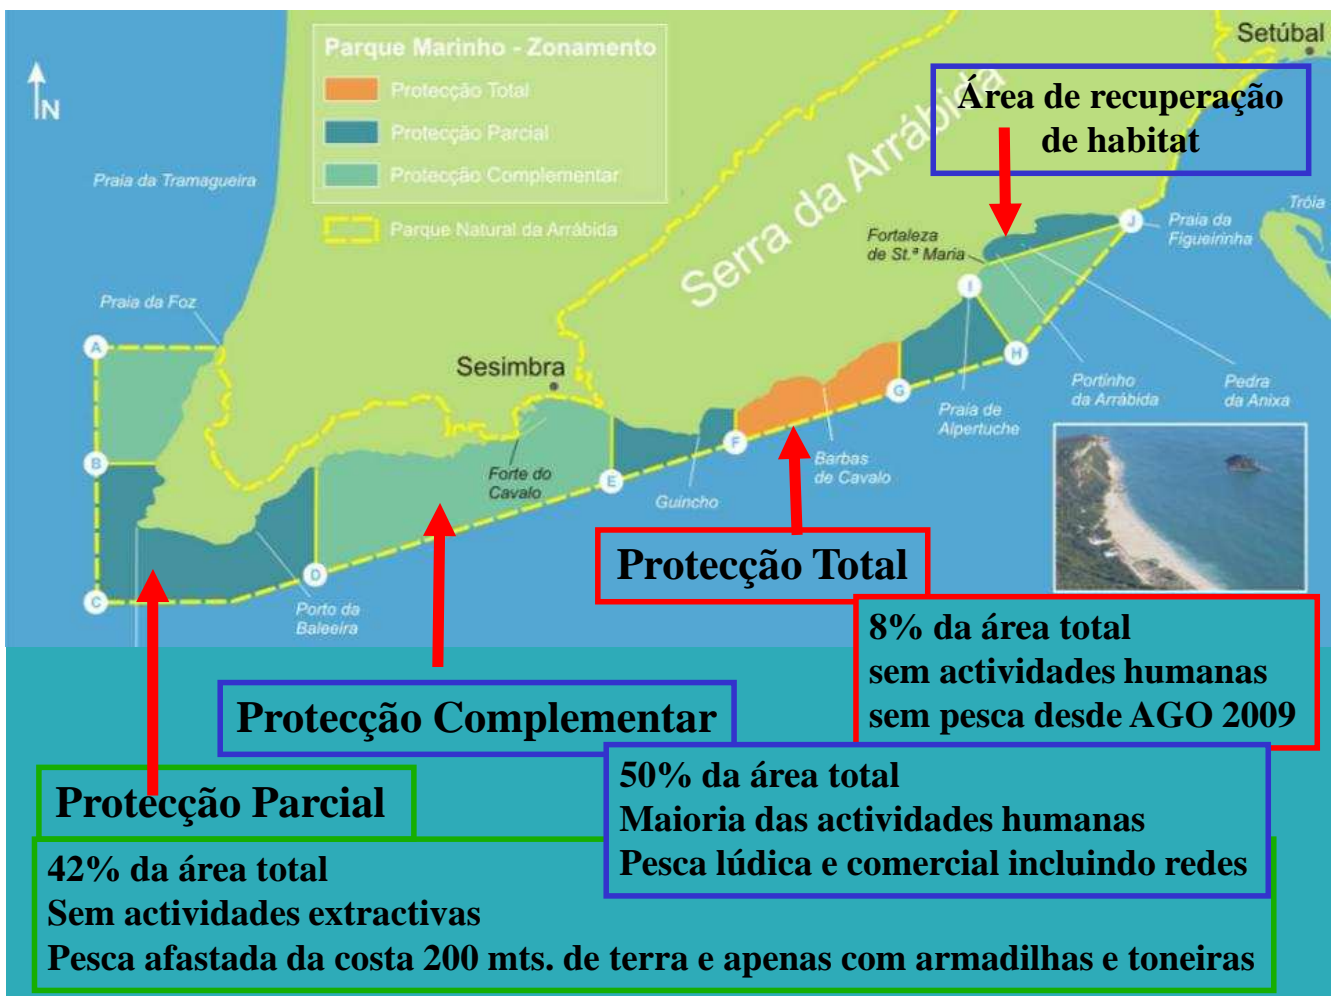 Setúbal
Parque Marinho - Zonamento
Protecção Total
Protecção Parcial
Protecção Complementar
Parque Natural da Arrábida
N
Área de recuperação
de habitat
Serra da Arrábida
Praia da Tramagueira
Tróia
Praia da
Figueirinha
J
Fortaleza
de St.ª Maria
I
Praia da Foz
A
H
Sesimbra
Portinho
da Arrábida
Pedra
da Anixa
G
Praia de
Alpertuche
F
B
Barbas
de Cavalo
Forte do
Cavalo
E
Guincho
D
C
Porto da
Baleeira
Protecção Total
8% da área total
sem actividades humanas
sem pesca desde AGO 2009
Protecção Complementar
50% da área total
Maioria das actividades humanas
Pesca lúdica e comercial incluindo redes
Protecção Parcial
42% da área total
Sem actividades extractivas
Pesca afastada da costa 200 mts. de terra e apenas com armadilhas e toneiras